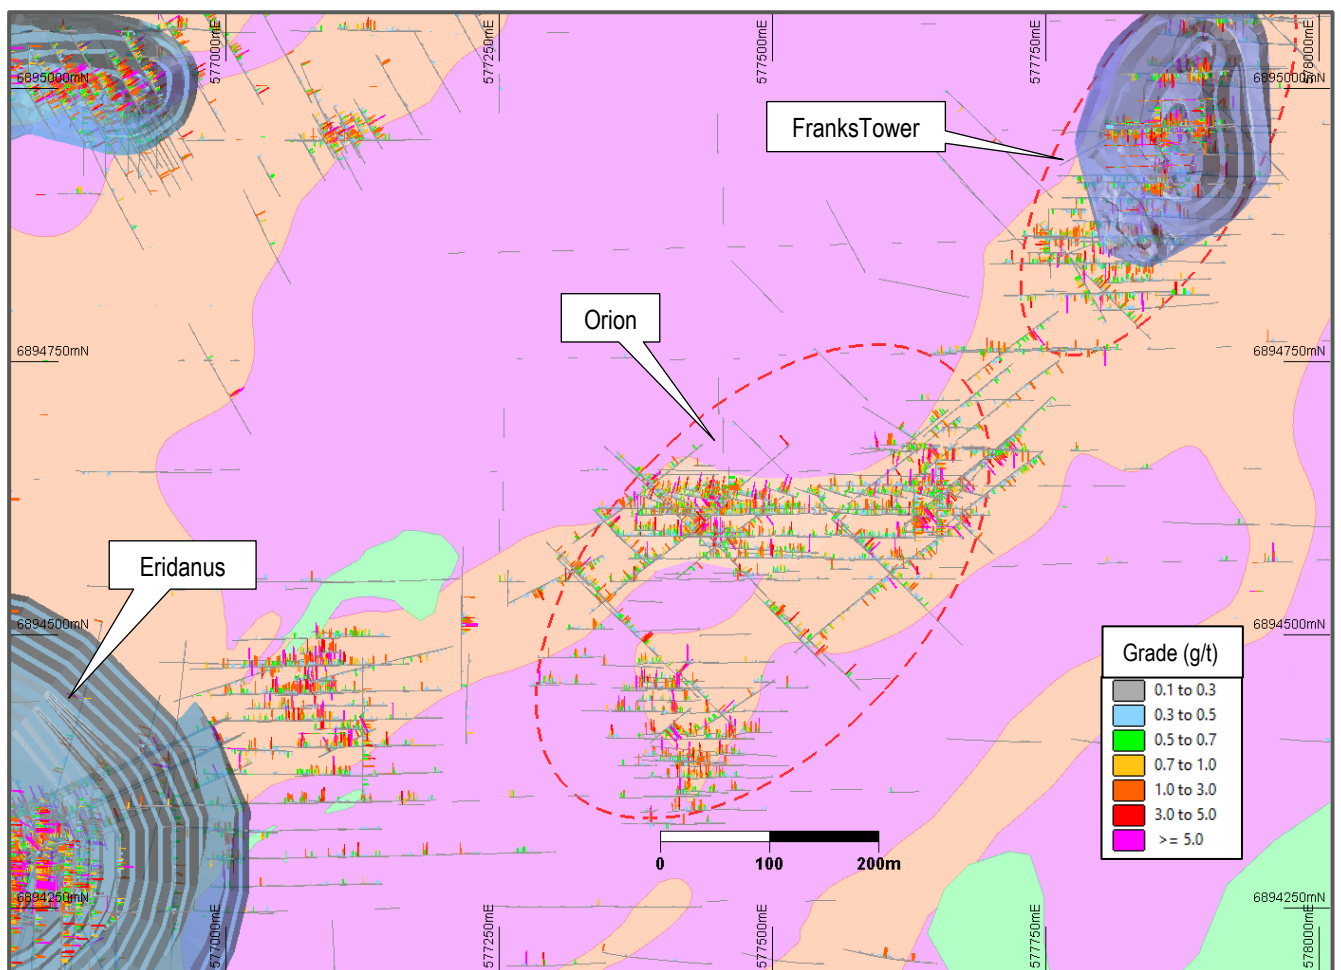 577000mE
577250mE
577500mE
577750mE
578000mE
6895000mN
6895000mN
FranksTower
Orion
6894750mN
6894750mN
Eridanus
6894500mN
6894500mN
Grade (g/t)
0.1 to 0.3
0.3 to 0.5
0.5 to 0.7
0.7 to 1.0
1.0 to 3.0
3.0 to 5.0
>= 5.0
0 100 200m
6894250mN
6894250mN
577000mE
577250mE
577500mE
577750mE
578000mE